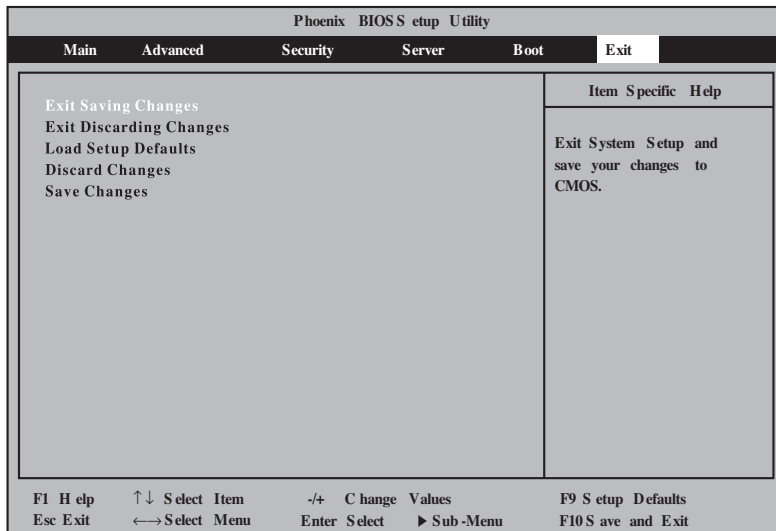 Phoenix BIOS Setup Utility
Main Advanced Security Server Boot Exit
Exit Saving Changes
Exit Discarding Changes
Load Setup Defaults
Discard Changes
Save Changes
Item Specific Help
Exit System Setup and
save your changes to
CMOS.
F1 Help ↑↓ Select Item -/+ Change Values F9 Setup Defaults
Esc Exit ←→ Select Menu Enter Select ▶ Sub-Menu F10 Save and Exit